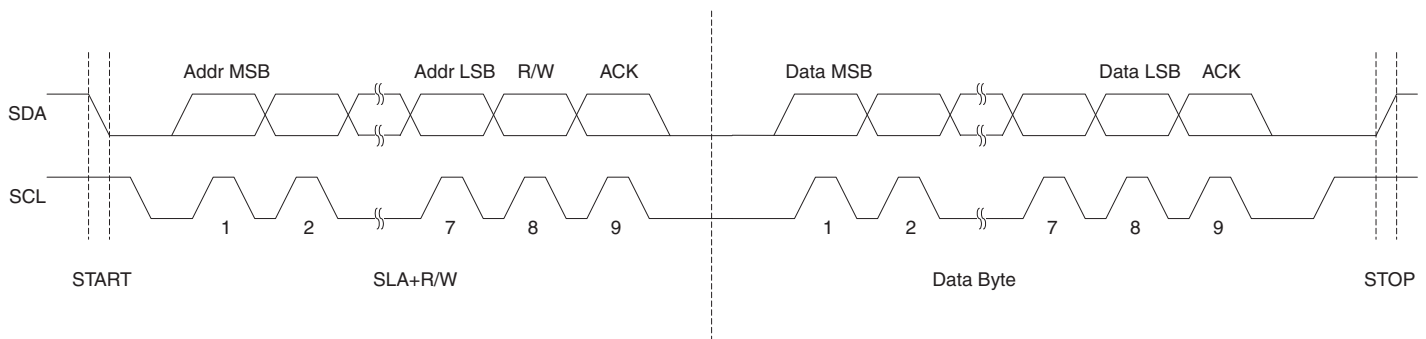 Addr MSB Addr LSB R/W ACK Data MSB Data LSB ACK
SDA
SCL
1 2 7 8 9 1 2 7 8 9
START SLA+R/W Data Byte STOP